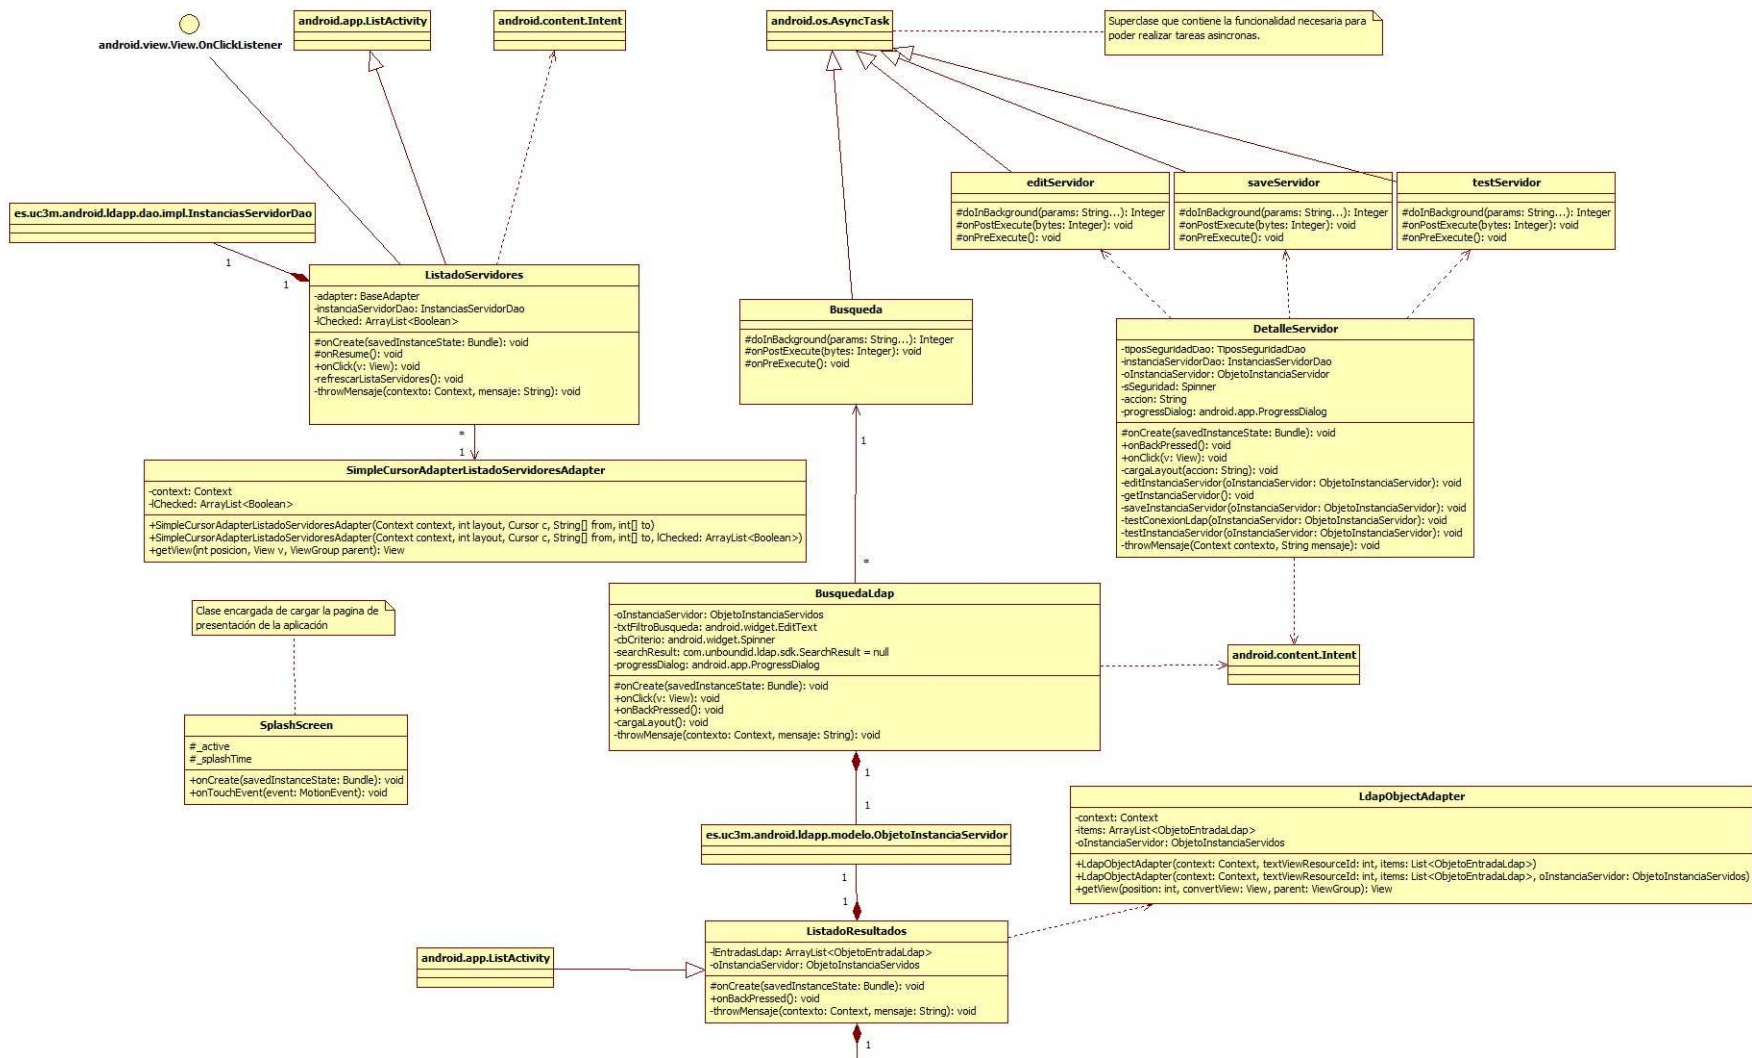 android.view.View.OnClickListener
android.app.ListActivity
android.content.Intent
android.os.AsyncTask
Superclase que contiene la funcionalidad necesaria para
poder realizar tareas asincronas.
editServidor
#doInBackground(params: String...): Integer
#onPostExecute(bytes: Integer): void
#onPreExecute(): void
saveServidor
#doInBackground(params: String...): Integer
#onPostExecute(bytes: Integer): void
#onPreExecute(): void
testServidor
#doInBackground(params: String...): Integer
#onPostExecute(bytes: Integer): void
#onPreExecute(): void
es.uc3m.android.ldapp.dao.impl.InstanciasServidorDao
1
1
ListadoServidores
-adapter: BaseAdapter
-instanciaServidorDao: InstanciasServidorDao
-lChecked: ArrayList<Boolean>
#onCreate(savedInstanceState: Bundle): void
#onResume(): void
+onClick(v: View): void
-refrescarListaServidores(): void
-throwMensaje(contexto: Context, mensaje: String): void
*
1
SimpleCursorAdapterListadoServidoresAdapter
-context: Context
-lChecked: ArrayList<Boolean>
+SimpleCursorAdapterListadoServidoresAdapter(Context context, int layout, Cursor c, String[] from, int[] to)
+SimpleCursorAdapterListadoServidoresAdapter(Context context, int layout, Cursor c, String[] from, int[] to, lChecked: ArrayList<Boolean>)
+getView(int posicion, View v, ViewGroup parent): View
Busqueda
#doInBackground(params: String...): Integer
#onPostExecute(bytes: Integer): void
#onPreExecute(): void
1
*
DetalleServidor
-tiposSeguridadDao: TiposSeguridadDao
-instanciaServidorDao: InstanciasServidorDao
-oInstanciaServidor: ObjetoInstanciaServidor
-sSeguridad: Spinner
-accion: String
-progressDialog: android.app.ProgressDialog
#onCreate(savedInstanceState: Bundle): void
+onBackPressed(): void
+onClick(v: View): void
-cargaLayout(accion: String): void
-editInstanciaServidor(oInstanciaServidor: ObjetoInstanciaServidor): void
-getInstanciaServidor(): void
-saveInstanciaServidor(oInstanciaServidor: ObjetoInstanciaServidor): void
-testConexionLdap(oInstanciaServidor: ObjetoInstanciaServidor): void
-testInstanciaServidor(oInstanciaServidor: ObjetoInstanciaServidor): void
-throwMensaje(Context contexto, String mensaje): void
Clase encargada de cargar la pagina de
presentación de la aplicación
SplashScreen
#_active
#_splashTime
+onCreate(savedInstanceState: Bundle): void
+onTouchEvent(event: MotionEvent): void
BusquedaLdap
-oInstanciaServidor: ObjetoInstanciaServidos
-txtFiltroBusqueda: android.widget.EditText
-cbCriterio: android.widget.Spinner
-searchResult: com.unboundid.ldap.sdk.SearchResult = null
-progressDialog: android.app.ProgressDialog
#onCreate(savedInstanceState: Bundle): void
+onClick(v: View): void
+onBackPressed(): void
-cargaLayout(): void
-throwMensaje(contexto: Context, mensaje: String): void
android.content.Intent
1
1
es.uc3m.android.ldapp.modelo.ObjetoInstanciaServidor
1
1
LdapObjectAdapter
-context: Context
-items: ArrayList<ObjetoEntradaLdap>
-oInstanciaServidor: ObjetoInstanciaServidos
+LdapObjectAdapter(context: Context, textViewResourceId: int, items: List<ObjetoEntradaLdap>)
+LdapObjectAdapter(context: Context, textViewResourceId: int, items: List<ObjetoEntradaLdap>, oInstanciaServidor: ObjetoInstanciaServidos)
+getView(position: int, convertView: View, parent: ViewGroup): View
android.app.ListActivity
ListadoResultados
-lEntradasLdap: ArrayList<ObjetoEntradaLdap>
-oInstanciaServidor: ObjetoInstanciaServidos
#onCreate(savedInstanceState: Bundle): void
+onBackPressed(): void
-throwMensaje(contexto: Context, mensaje: String): void
1